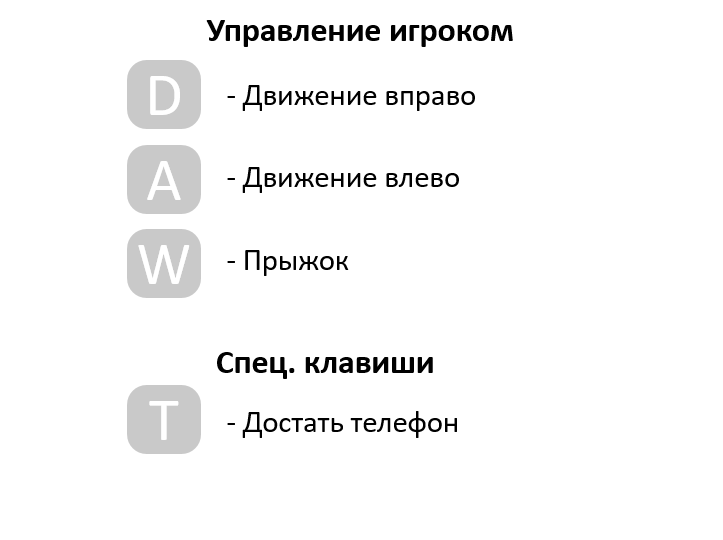 Управление игроком
D - Движение вправо
A - Движение влево
W - Прыжок
Спец. клавиши
T - Достать телефон